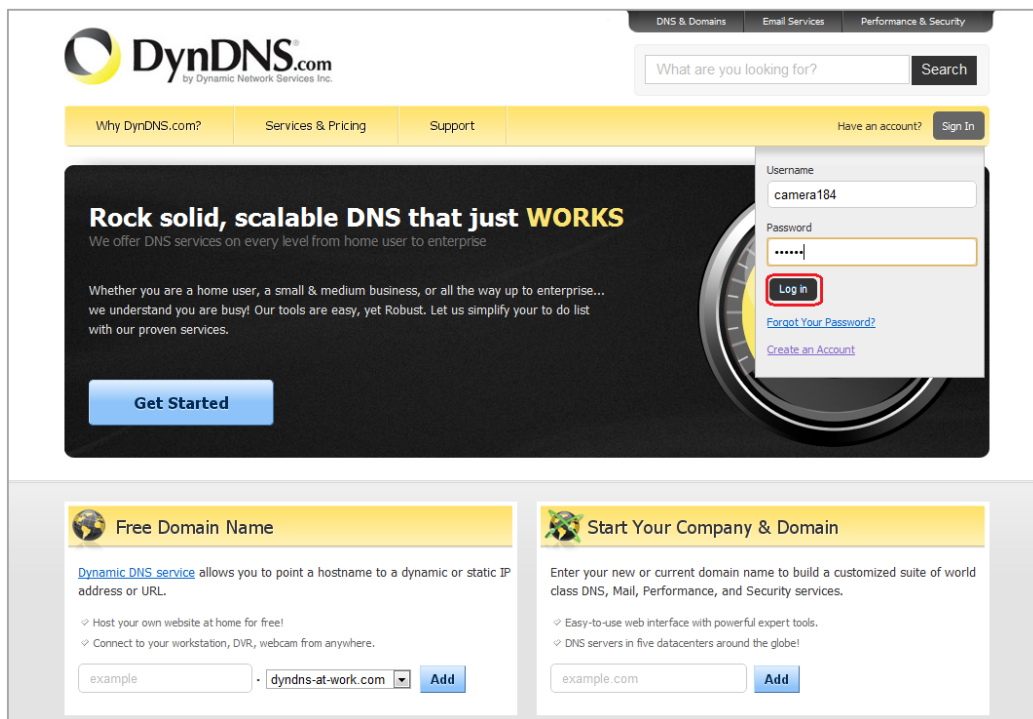 DNS & Domains Email Services Performance & Security
DynDNS.com
by Dynamic Network Services Inc.
What are you looking for? Search
Why DynDNS.com? Services & Pricing Support Have an account? Sign In
Username
camera184
Password
••••••
Log in
Forgot Your Password?
Create an Account
Rock solid, scalable DNS that just WORKS
We offer DNS services on every level from home user to enterprise
Whether you are a home user, a small & medium business, or all the way up to enterprise...
we understand you are busy! Our tools are easy, yet Robust. Let us simplify your to do list
with our proven services.
Get Started
Free Domain Name
Dynamic DNS service allows you to point a hostname to a dynamic or static IP
address or URL.
Host your own website at home for free!
Connect to your workstation, DVR, webcam from anywhere.
example . dyndns-at-work.com Add
Start Your Company & Domain
Enter your new or current domain name to build a customized suite of world
class DNS, Mail, Performance, and Security services.
Easy-to-use web interface with powerful expert tools.
DNS servers in five datacenters around the globe!
example.com Add